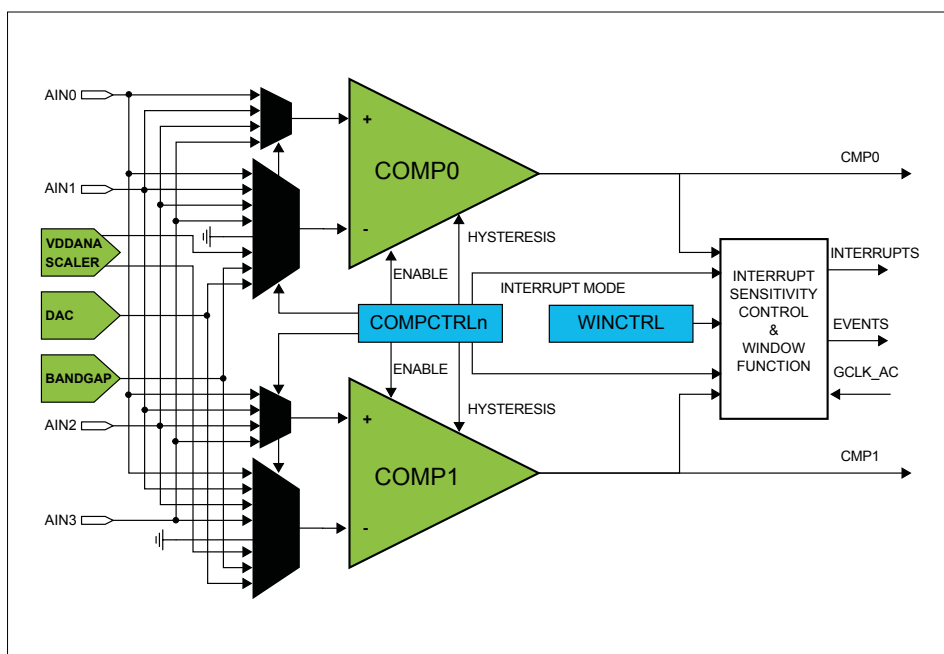 AIN0
+
COMP0
CMP0
AIN1
-
HYSTERESIS
VDDANA
SCALER
ENABLE
INTERRUPTS
INTERRUPT MODE
INTERRUPT
SENSITIVITY
CONTROL
&
WINDOW
FUNCTION
DAC
COMPCTRLn
WINCTRL
EVENTS
BANDGAP
ENABLE
GCLK_AC
HYSTERESIS
AIN2
+
COMP1
CMP1
AIN3
-